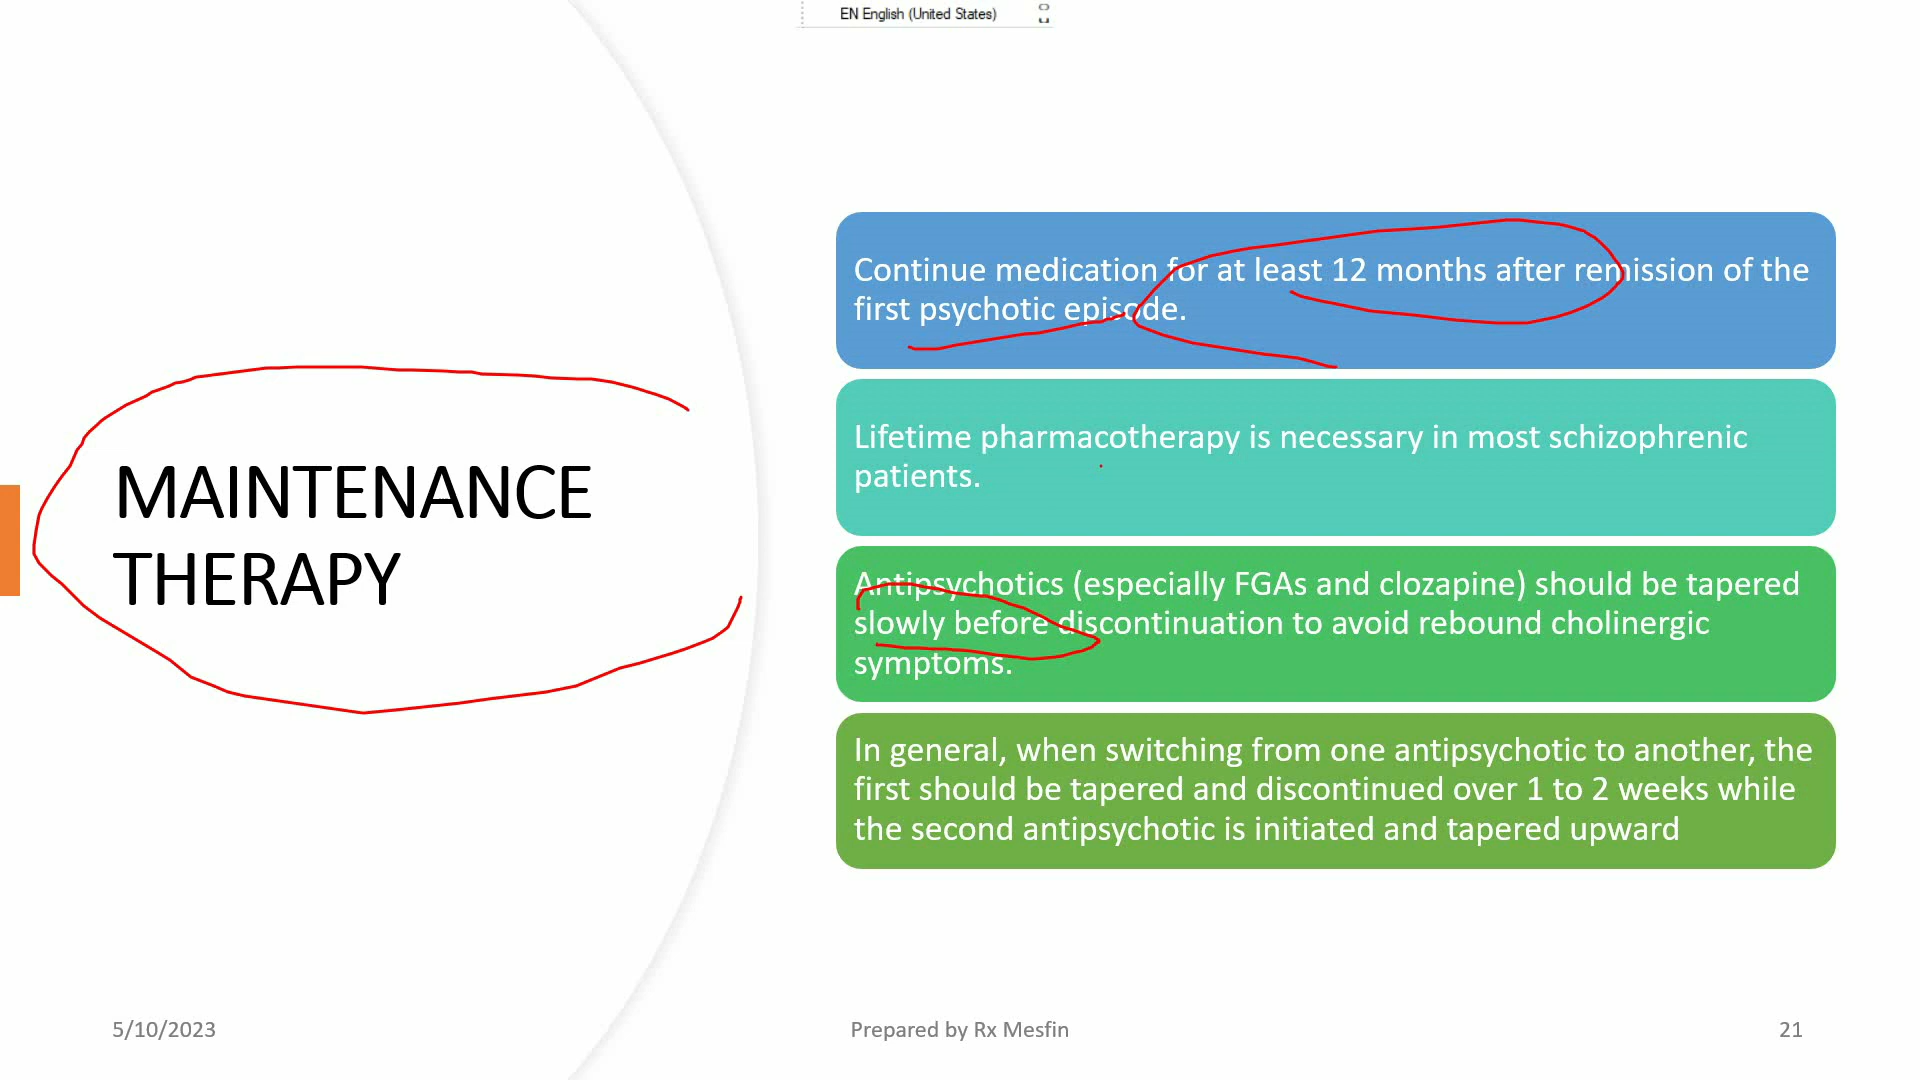 EN English (United States)
MAINTENANCE
THERAPY
Continue medication for at least 12 months after remission of the
first psychotic episode.
Lifetime pharmacotherapy is necessary in most schizophrenic
patients.
Antipsychotics (especially FGAs and clozapine) should be tapered
slowly before discontinuation to avoid rebound cholinergic
symptoms.
In general, when switching from one antipsychotic to another, the
first should be tapered and discontinued over 1 to 2 weeks while
the second antipsychotic is initiated and tapered upward
5/10/2023
Prepared by Rx Mesfin
21